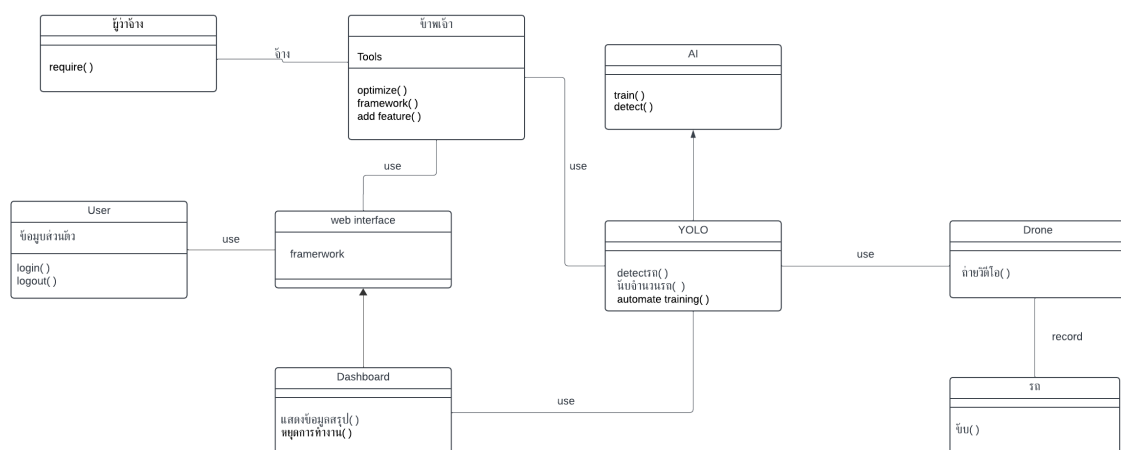 ผู้ว่าจ้าง
require( )
จ้าง
ข้าพเจ้า
Tools
optimize( )
framework( )
add feature( )
AI
train( )
detect( )
use
use
User
ข้อมูบส่วนตัว
login( )
logout( )
use
web interface
framerwork
YOLO
detectรถ( )
นับจำนวนรถ( )
automate training( )
use
Drone
ถ่ายวิดีโอ( )
record
Dashboard
แสดงข้อมูลสรุป( )
หยุดการทำงาน( )
use
รถ
ขับ( )